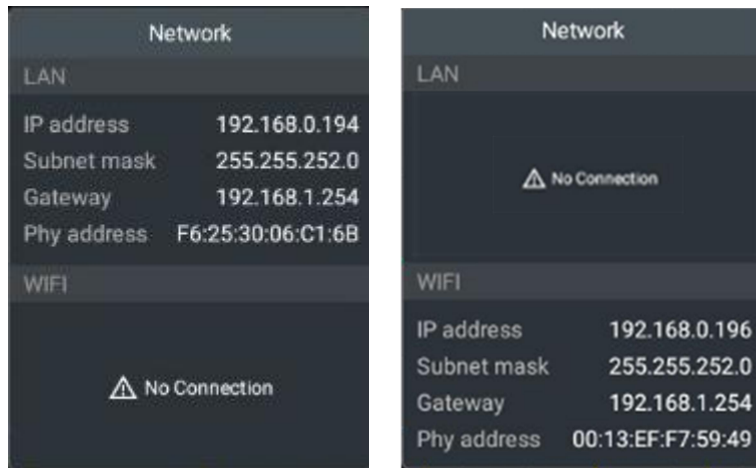 Network
LAN
IP address 192.168.0.194
Subnet mask 255.255.252.0
Gateway 192.168.1.254
Phy address F6:25:30:06:C1:6B
WIFI
No Connection
Network
LAN
No Connection
WIFI
IP address 192.168.0.196
Subnet mask 255.255.252.0
Gateway 192.168.1.254
Phy address 00:13:EF:F7:59:49